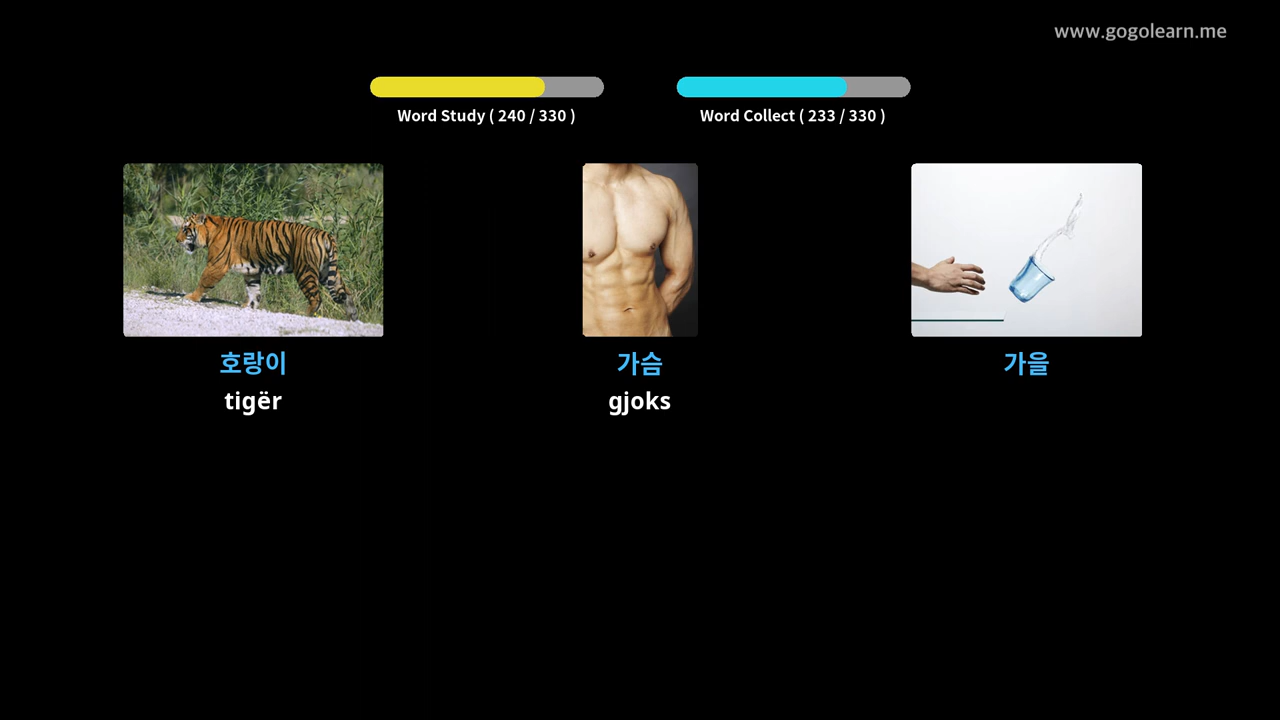 www.gogolearn.me
Word Study ( 240 / 330 )
Word Collect ( 233 / 330 )
호랑이
tigër
가슴
gjoks
가을